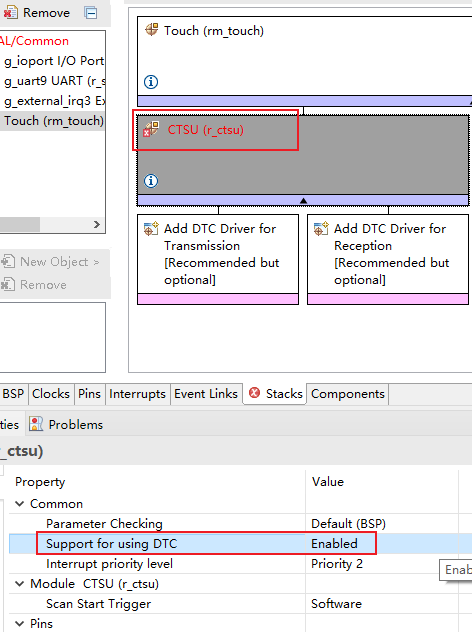 Remove
AL/Common
g_ioport I/O Port
g_uart9 UART (r_s
g_external_irq3 Ex
Touch (rm_touch)
New Object >
Remove
Touch (rm_touch)
CTSU (r_ctsu)
Add DTC Driver for
Transmission
[Recommended but
optional]
Add DTC Driver for
Reception
[Recommended but
optional]
BSP Clocks Pins Interrupts Event Links Stacks Components
ties Problems
_ctsu)
Property Value
Common
Parameter Checking Default (BSP)
Support for using DTC Enabled
Interrupt priority level Priority 2
Enab
Module CTSU (r_ctsu)
Scan Start Trigger Software
Pins